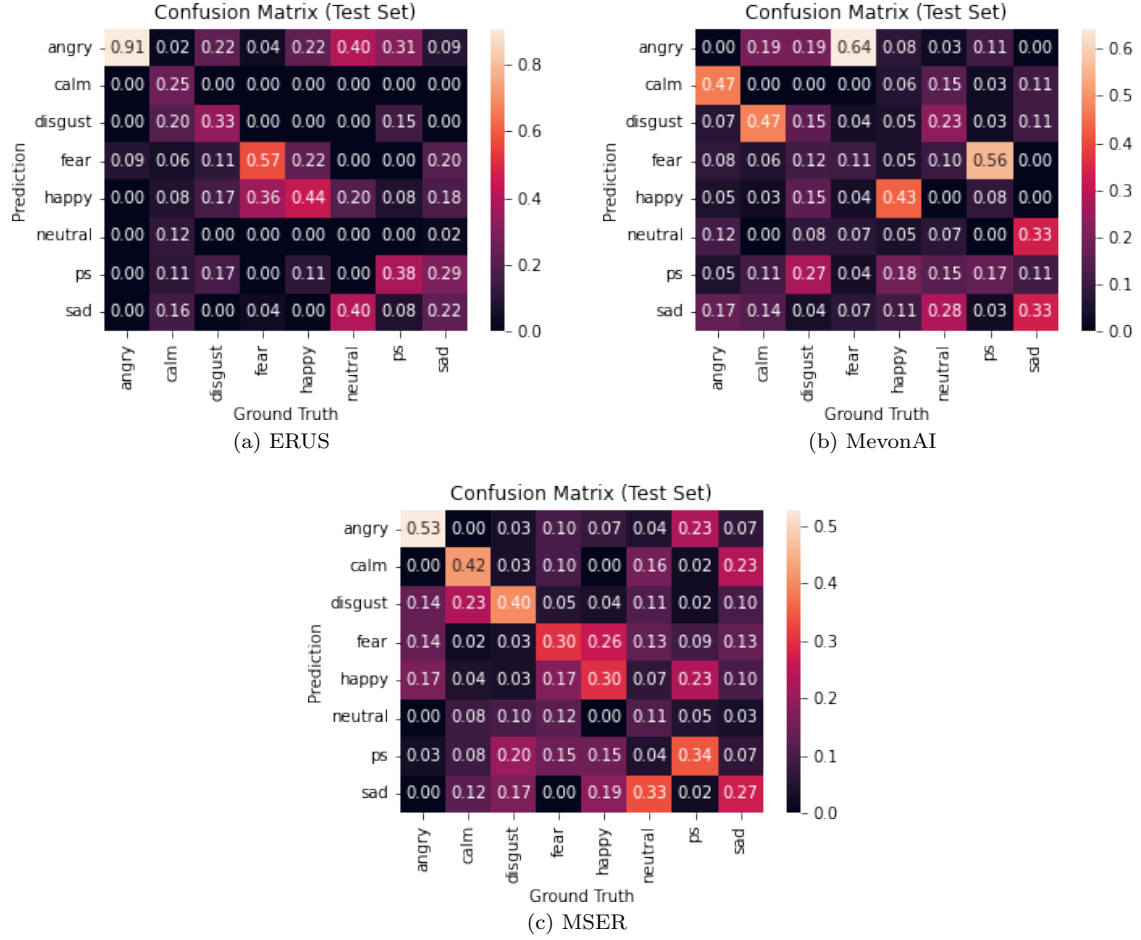 Confusion Matrix (Test Set)
Prediction
angry 0.91 0.02 0.22 0.04 0.22 0.40 0.31 0.09
calm 0.00 0.25 0.00 0.00 0.00 0.00 0.00 0.00
disgust 0.00 0.20 0.33 0.00 0.00 0.00 0.15 0.00
fear 0.09 0.06 0.11 0.57 0.22 0.00 0.00 0.20
happy 0.00 0.08 0.17 0.36 0.44 0.20 0.08 0.18
neutral 0.00 0.12 0.00 0.00 0.00 0.00 0.00 0.02
ps 0.00 0.11 0.17 0.00 0.11 0.00 0.38 0.29
sad 0.00 0.16 0.00 0.04 0.00 0.40 0.08 0.22
angry calm disgust fear happy neutral ps sad
Ground Truth
0.8
0.6
0.4
0.2
0.0
(a) ERUS
Confusion Matrix (Test Set)
Prediction
angry 0.00 0.19 0.19 0.64 0.08 0.03 0.11 0.00
calm 0.47 0.00 0.00 0.00 0.06 0.15 0.03 0.11
disgust 0.07 0.47 0.15 0.04 0.05 0.23 0.04 0.11
fear 0.08 0.06 0.12 0.11 0.05 0.10 0.56 0.00
happy 0.05 0.03 0.15 0.04 0.43 0.00 0.08 0.00
neutral 0.12 0.00 0.08 0.07 0.05 0.07 0.00 0.33
ps 0.05 0.11 0.27 0.04 0.18 0.15 0.17 0.11
sad 0.17 0.14 0.04 0.07 0.11 0.28 0.03 0.33
angry calm disgust fear happy neutral ps sad
Ground Truth
0.6
0.5
0.4
0.3
0.2
0.1
0.0
(b) MevonAI
Confusion Matrix (Test Set)
Prediction
angry 0.53 0.00 0.03 0.10 0.07 0.04 0.23 0.07
calm 0.00 0.42 0.03 0.10 0.00 0.16 0.02 0.23
disgust 0.14 0.23 0.40 0.05 0.04 0.11 0.02 0.10
fear 0.14 0.02 0.03 0.30 0.26 0.13 0.09 0.13
happy 0.17 0.04 0.03 0.17 0.30 0.07 0.23 0.10
neutral 0.00 0.08 0.10 0.12 0.00 0.11 0.05 0.03
ps 0.03 0.08 0.20 0.15 0.15 0.04 0.34 0.07
sad 0.00 0.12 0.17 0.00 0.19 0.33 0.02 0.27
angry calm disgust fear happy neutral ps sad
Ground Truth
0.5
0.4
0.3
0.2
0.1
0.0
(c) MSER